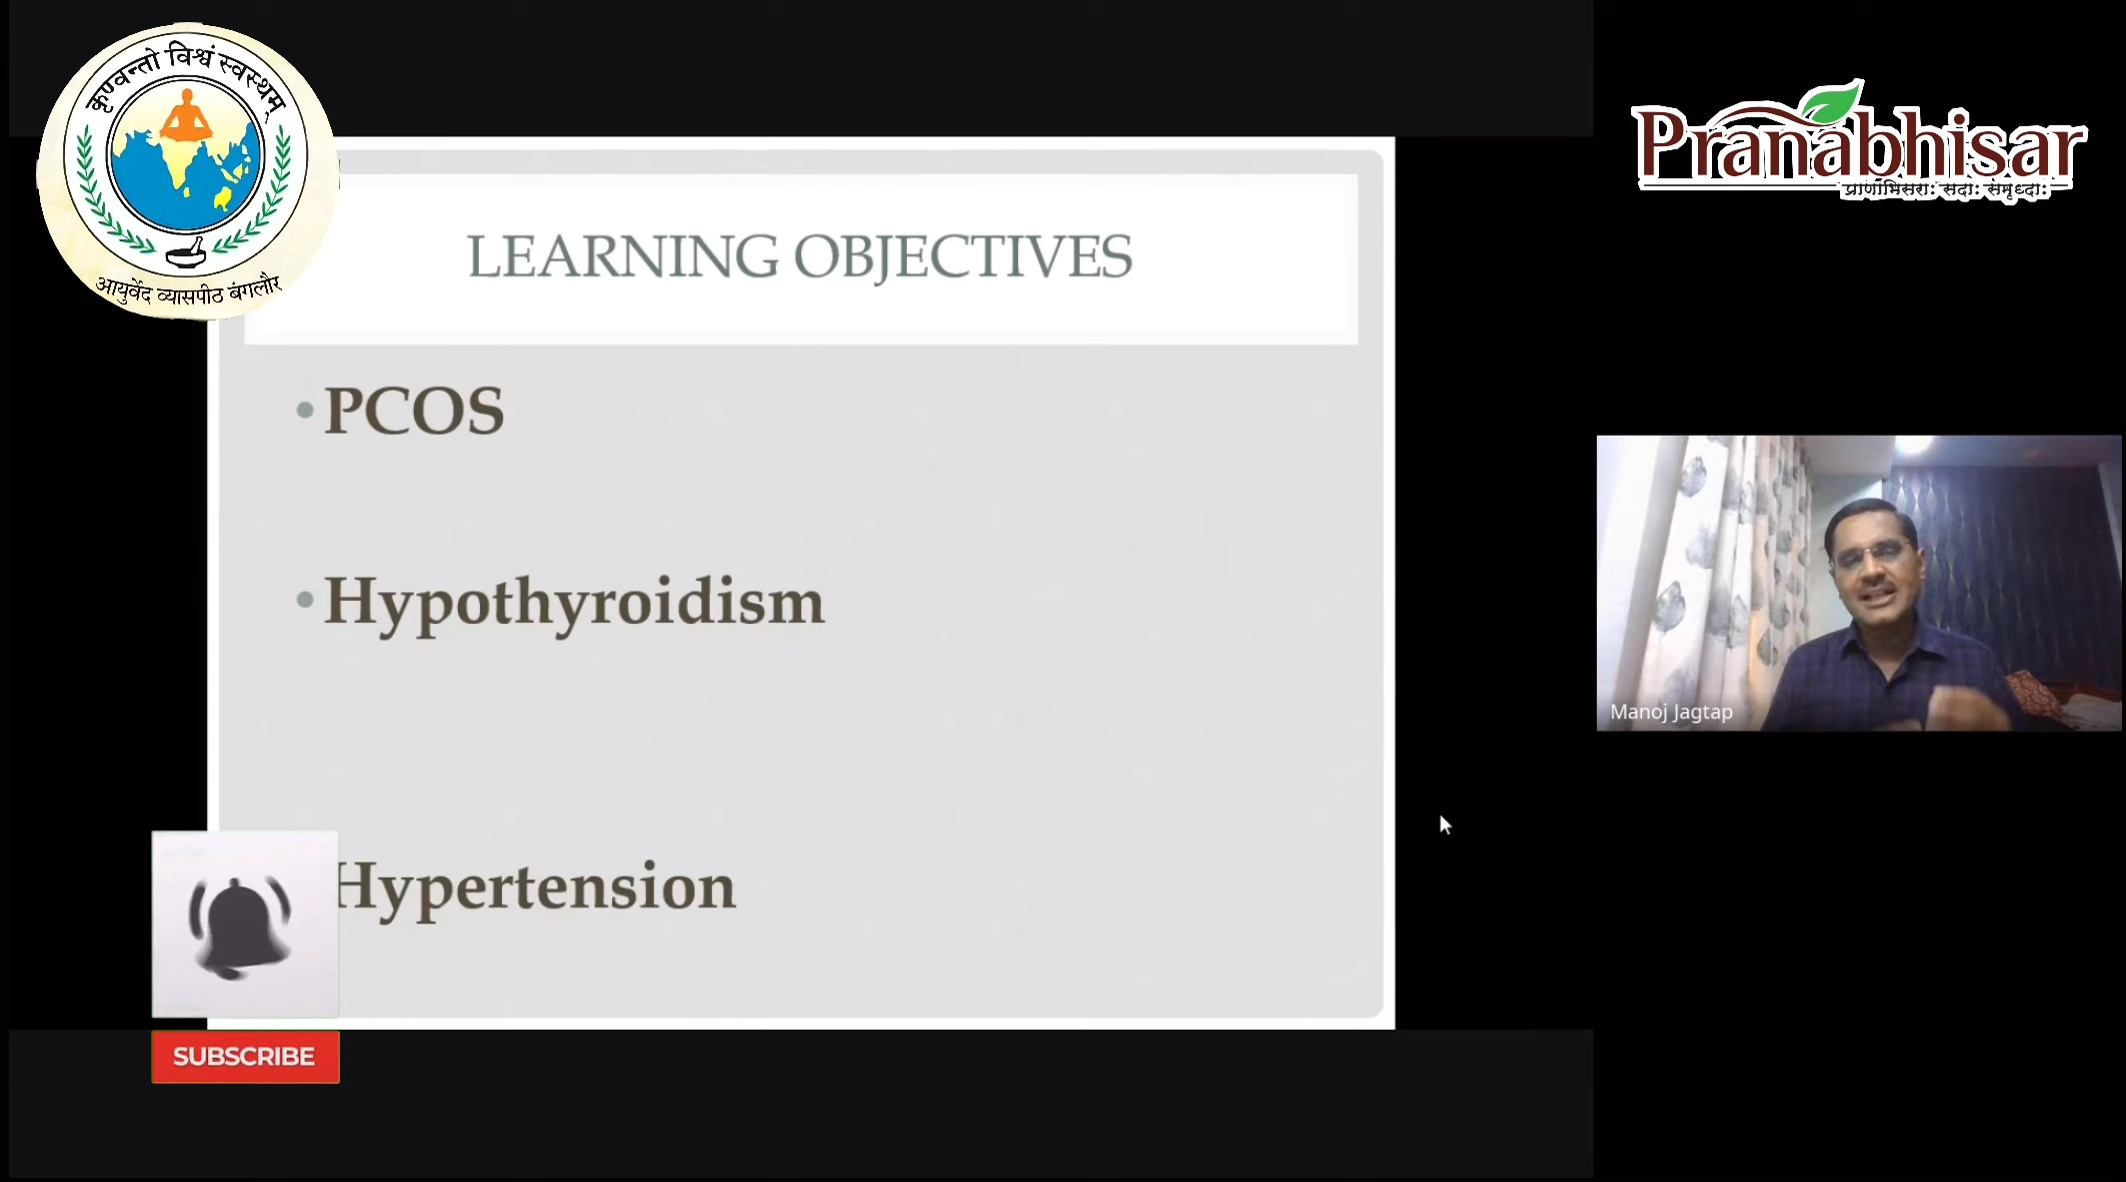 कृण्वन्तो विश्वं स्वस्थम्
आयुर्वेद व्यासपीठ बंगलौर
Pranabhisar
प्राणाभिसराः सदाः समृध्दाः
LEARNING OBJECTIVES
• PCOS
• Hypothyroidism
Hypertension
Manoj Jagtap
SUBSCRIBE